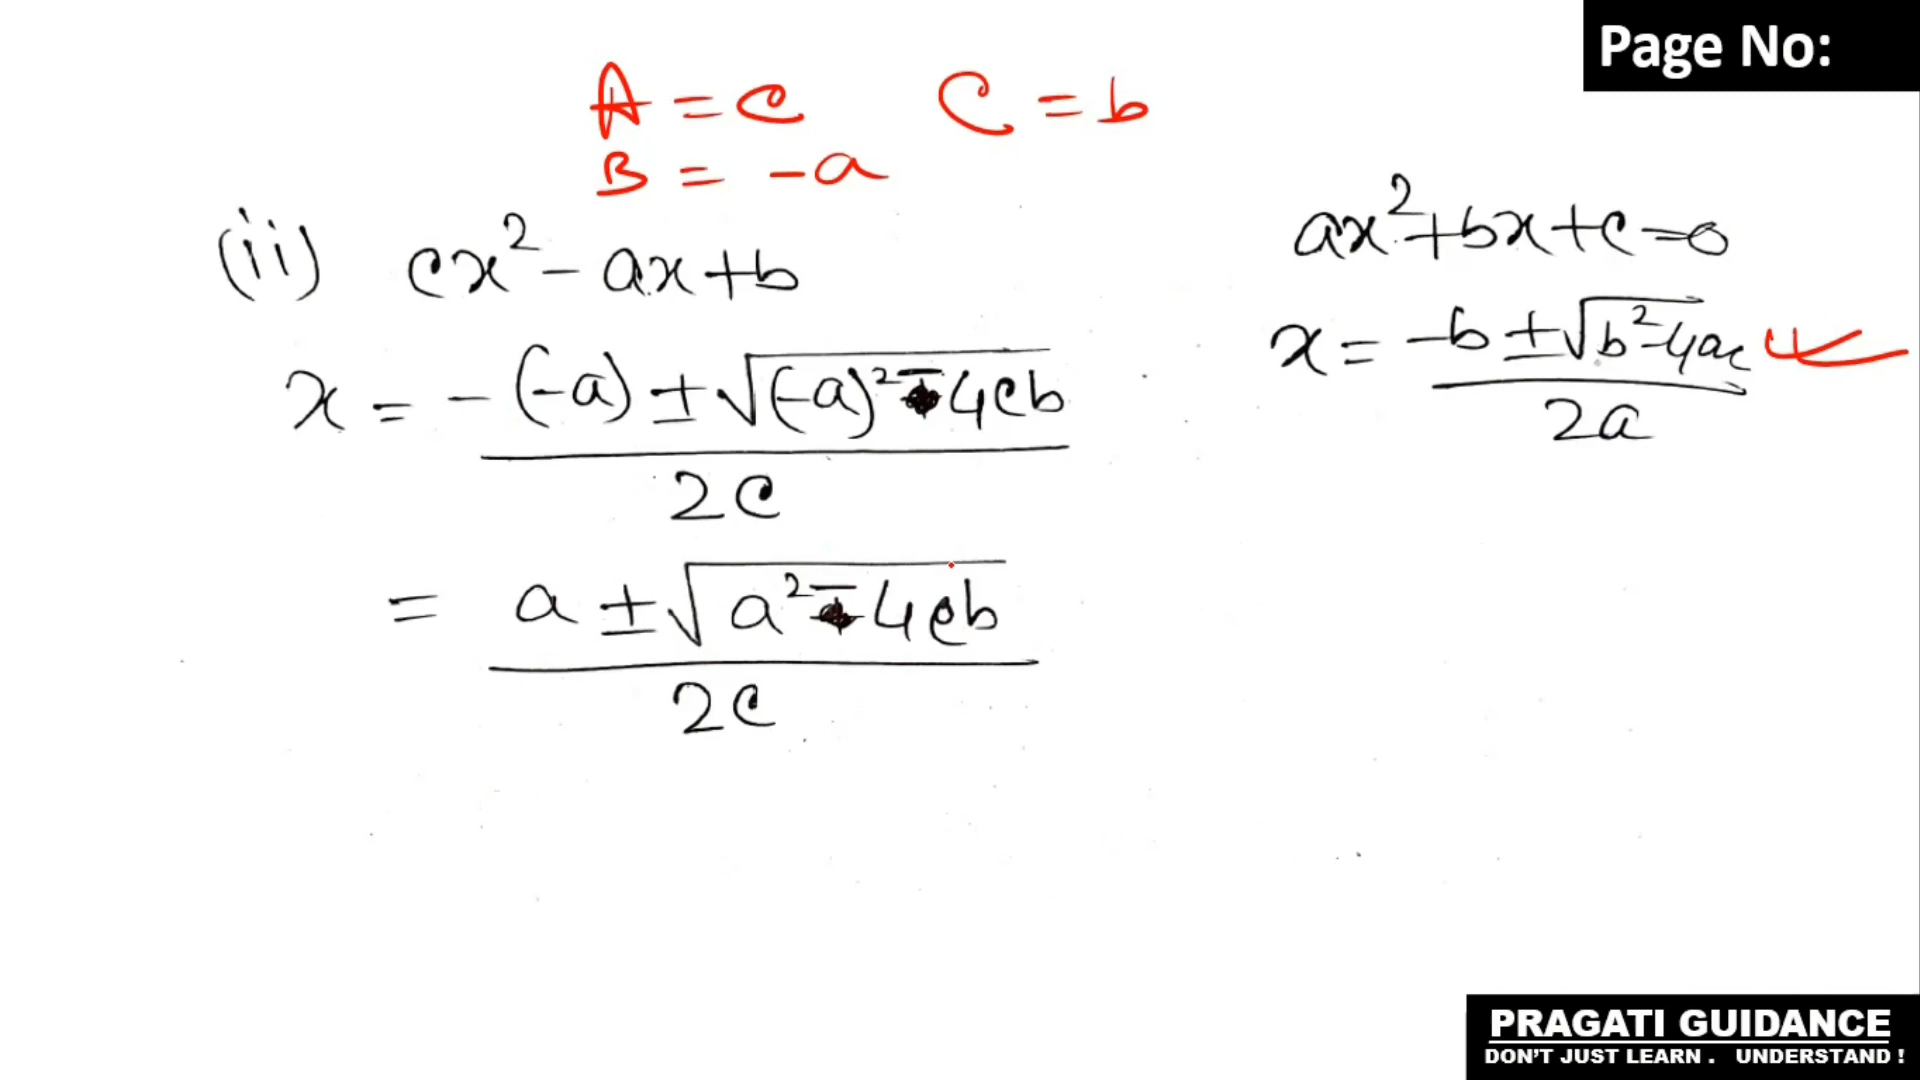 Page No:
A = c    C = b
B = -a
(ii) cx² - ax + b
x = -(-a) ± √(-a)² - 4cb
2c
= a ± √a² - 4cb
2c
ax² + bx + c = 0
x = -b ± √b² - 4ac
2a
PRAGATI GUIDANCE
DON'T JUST LEARN . UNDERSTAND !